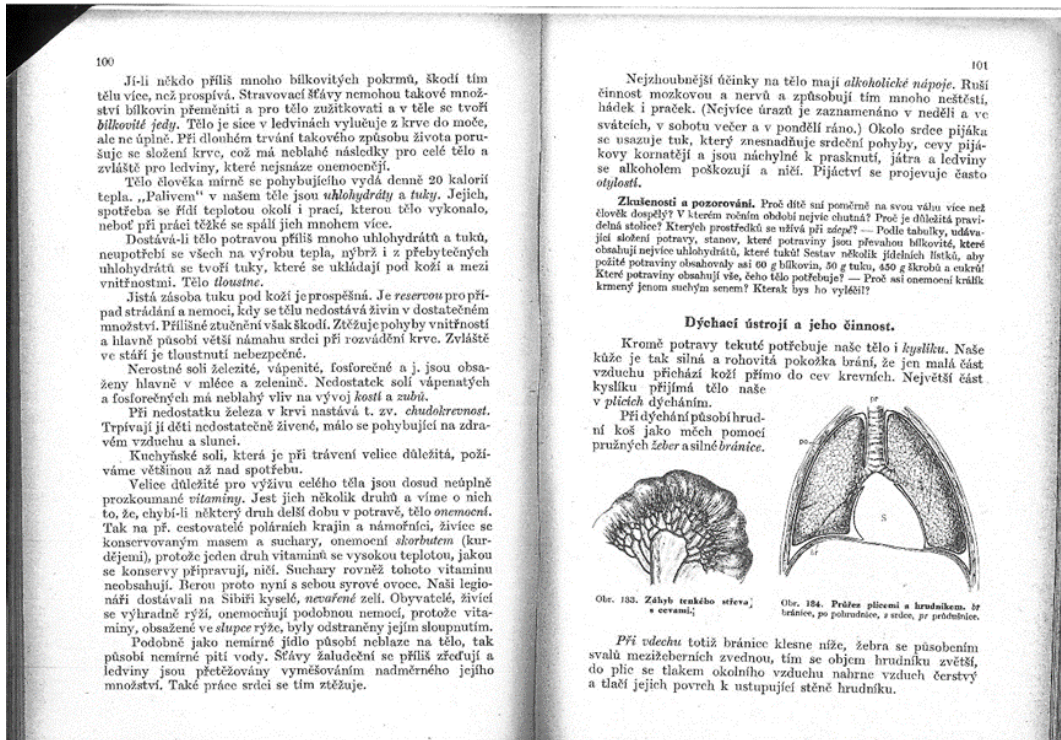 100
Jí-li někdo příliš mnoho bílkovitých pokrmů, škodí tím
tělu více, než prospívá. Stravovací šťávy nemohou takové množ-
ství bílkovin přeměniti a pro tělo zužitkovati a v těle se tvoří
bílkovité jedy. Tělo je sice v ledvinách vylučuje z krve do moče,
ale ne úplně. Při dlouhém trvání takového způsobu života poru-
šuje se složení krve, což má neblahé následky pro celé tělo a
zvláště pro ledviny, které nejsnáze onemocnějí.
Tělo člověka mírně se pohybujícího vydá denně 20 kalorií
tepla. „Palivem“ v našem těle jsou uhlohydráty a tuky. Jejich,
spotřeba se řídí teplotou okolí i prací, kterou tělo vykonalo,
neboť při práci těžké se spálí jich mnohem více.
Dostává-li tělo potravou příliš mnoho uhlohydrátů a tuků,
neupotřebí se všech na výrobu tepla, nýbrž i z přebytečných
uhlohydrátů se tvoří tuky, které se ukládají pod koží a mezi
vnitřnostmi. Tělo tloustne.
Jistá zásoba tuku pod koží je prospěšná. Je reservou pro pří-
pad strádání a nemoci, kdy se tělu nedostává živin v dostatečném
množství. Přílišné ztučnění však škodí. Ztěžuje pohyby vnitřností
a hlavně působí větší námahu srdci při rozvádění krve. Zvláště
ve stáří je tloustnutí nebezpečné.
Nerostné soli železité, vápenité, fosforečné a j. jsou obsa-
ženy hlavně v mléce a zelenině. Nedostatek solí vápenatých
a fosforečných má neblahý vliv na vývoj kostí a zubů.
Při nedostatku železa v krvi nastává t. zv. chudokrevnost.
Trpívají jí děti nedostatečně živené, málo se pohybující na zdra-
vém vzduchu a slunci.
Kuchyňské soli, která je při trávení velice důležitá, poží-
váme většinou až nad spotřebu.
Velice důležité pro výživu celého těla jsou dosud neúplně
prozkoumané vitaminy. Jest jich několik druhů a víme o nich
to, že, chybí-li některý druh delší dobu v potravě, tělo onemocní.
Tak na př. cestovatelé polárních krajin a námořníci, živíce se
konservovaným masem a suchary, onemocní skorbutem (kur-
dějemi), protože jeden druh vitaminů se vysokou teplotou, jakou
se konservy připravují, ničí. Suchary rovněž tohoto vitaminu
neobsahují. Berou proto nyní s sebou syrové ovoce. Naši legio-
náři dostávali na Sibiři kyselé, nevařené zelí. Obyvatelé, živící
se výhradně rýží, onemocňují podobnou nemocí, protože vita-
miny, obsažené ve slupce rýže, byly odstraněny jejím sloupnutím.
Podobně jako nemírné jídlo působí neblaze na tělo, tak
působí nemírné pití vody. Šťávy žaludeční se příliš zřeďují a
ledviny jsou přetěžovány vyměšováním nadměrného jejího
množství. Také práce srdci se tím ztěžuje.
101
Nejzhoubnější účinky na tělo mají alkoholické nápoje. Ruší
činnost mozkovou a nervů a způsobují tím mnoho neštěstí,
hádek i praček. (Nejvíce úrazů je zaznamenáno v neděli a ve
svátcích, v sobotu večer a v pondělí ráno.) Okolo srdce pijáka
se usazuje tuk, který znesnadňuje srdeční pohyby, cevy pijá-
kovy kornatějí a jsou náchylné k prasknutí, játra a ledviny
se alkoholem poškozují a ničí. Pijáctví se projevuje často
otylostí.
Zkušenosti a pozorování. Proč dítě sní poměrně na svou váhu více než
člověk dospělý? V kterém ročním období nejvíc chutná? Proč je důležitá pravi-
delná stolice? Kterých prostředků se užívá při zácpě? — Podle tabulky, udáva-
jící složení potravy, stanov, které potraviny jsou převahou bílkovité, které
obsahují nejvíce uhlohydrátů, které tuků! Sestav několik jídelních lístků, aby
požité potraviny obsahovaly asi 60 g bílkovin, 50 g tuku, 450 g škrobů a cukrů!
Které potraviny obsahují vše, čeho tělo potřebuje? — Proč asi onemocní králík
krmený jenom suchým senem? Kterak bys ho vyléčil?
Dýchací ústrojí a jeho činnost.
Kromě potravy tekuté potřebuje naše tělo i kyslíku. Naše
kůže je tak silná a rohovitá pokožka brání, že jen malá část
vzduchu přichází koží přímo do cev krevních. Největší část
kyslíku přijímá tělo naše
v plicích dýcháním.
Při dýchání působí hrud-
ní koš jako měch pomocí
pružných žeber a silné bránice.
pr
po
S
br
Obr. 183. Záhyb tenkého střeva
s cevami.
Obr. 184. Průřez plicemi a hrudníkem. br
bránice, po pohrudnice, s srdce, pr průdušnice.
Při vdechu totiž bránice klesne níže, žebra se působením
svalů mezižeberních zvednou, tím se objem hrudníku zvětší,
do plic se tlakem okolního vzduchu nahrne vzduch čerstvý
a tlačí jejich povrch k ustupující stěně hrudníku.